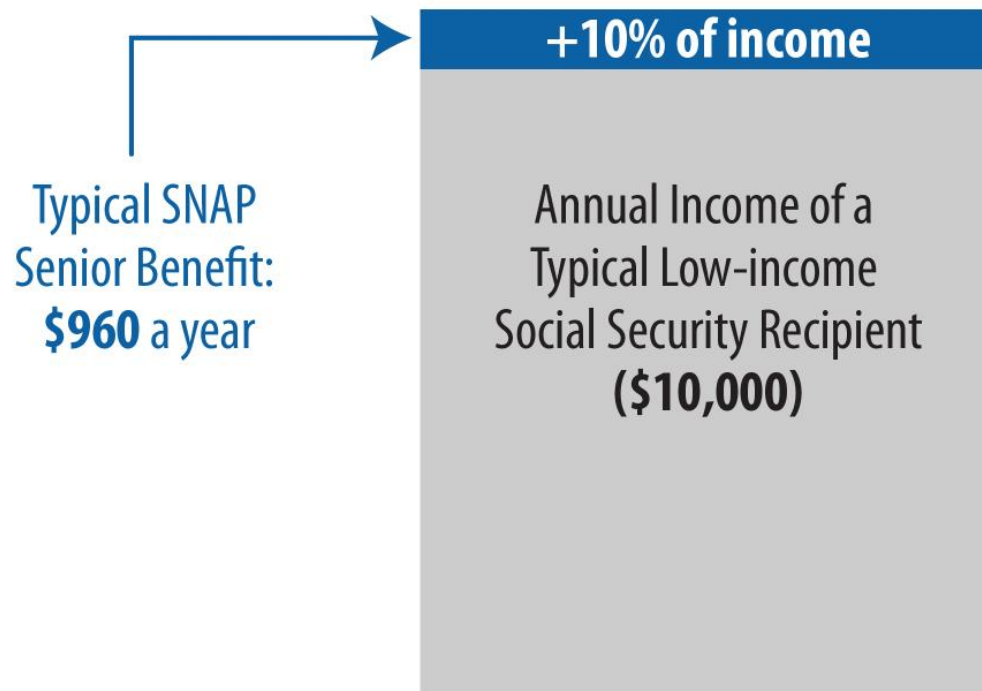 +10% of income
Typical SNAP
Senior Benefit:
$960 a year
Annual Income of a
Typical Low-income
Social Security Recipient
($10,000)